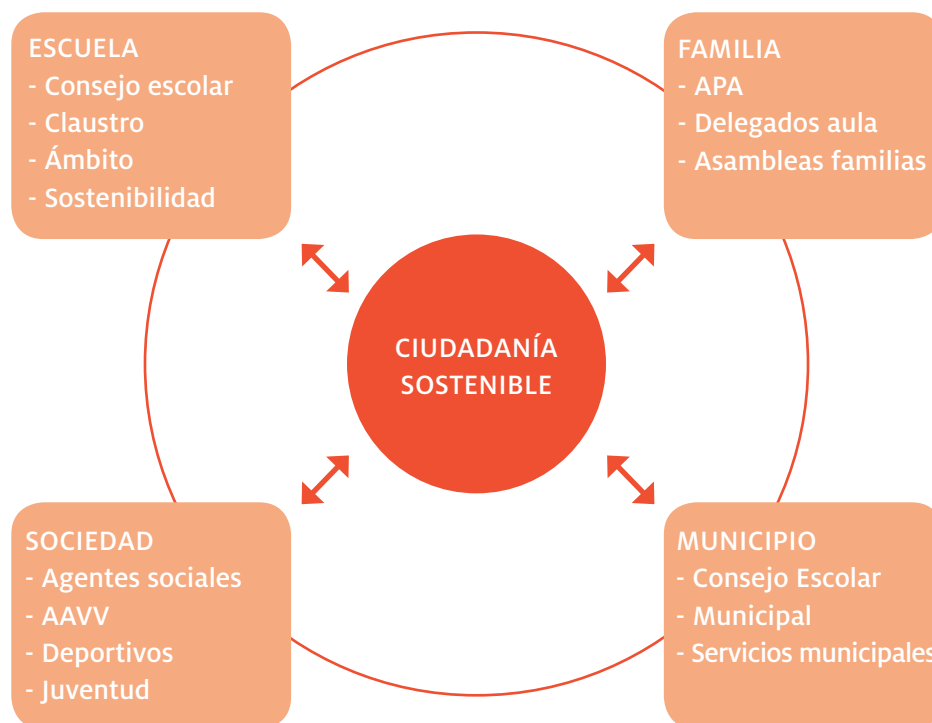 ESCUELA
- Consejo escolar
- Claustro
- Ámbito
- Sostenibilidad
FAMILIA
- APA
- Delegados aula
- Asambleas familias
CIUDADANÍA
SOSTENIBLE
SOCIEDAD
- Agentes sociales
- AAVV
- Deportivos
- Juventud
MUNICIPIO
- Consejo Escolar
- Municipal
- Servicios municipales